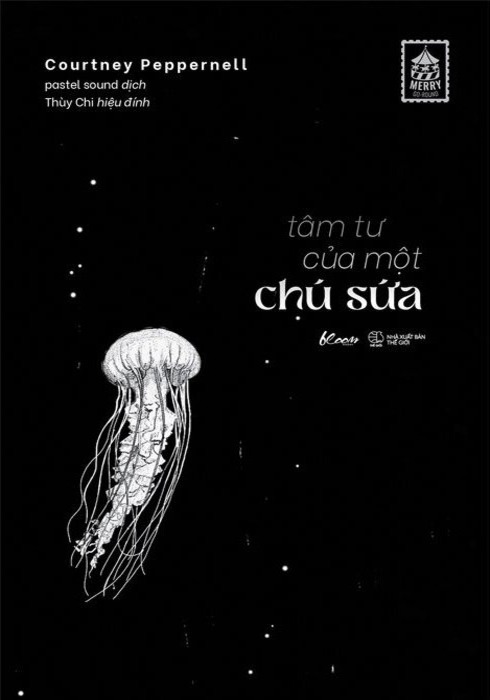 Courtney Peppernell
pastel sound dịch
Thùy Chi hiệu đính
MERRY
GO-ROUND
tâm tư
của một
chú sứa
bloom
NHÀ XUẤT BẢN
THẾ GIỚI